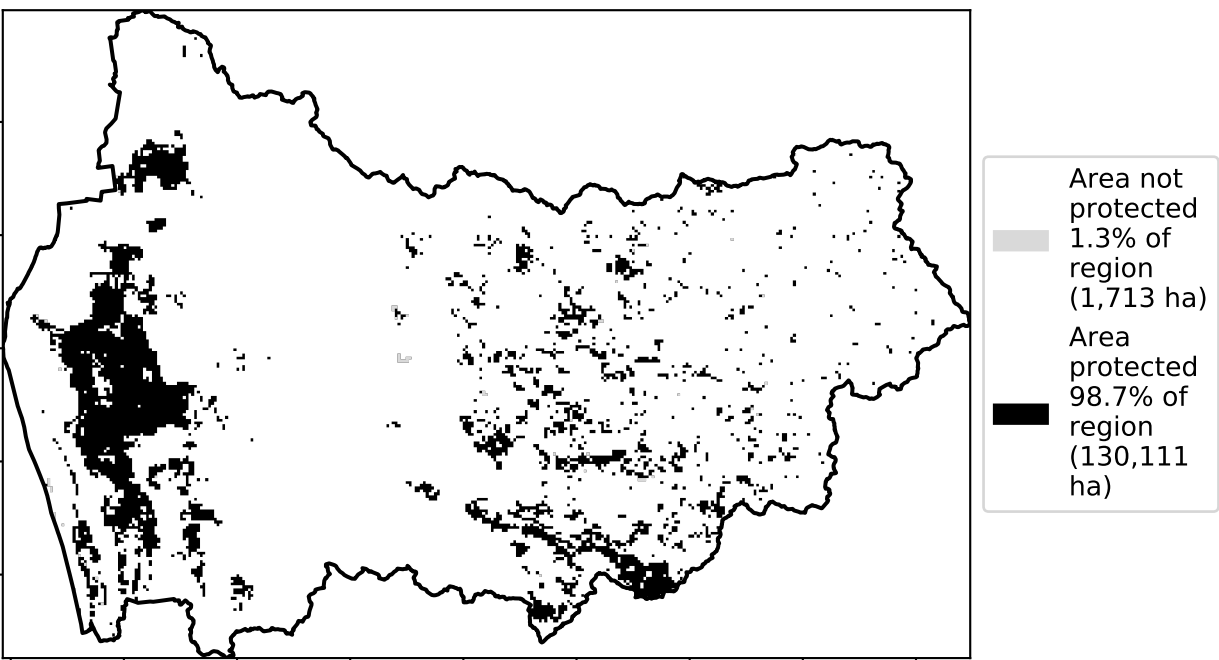 Area not
protected
1.3% of
region
(1,713 ha)
Area
protected
98.7% of
region
(130,111
ha)